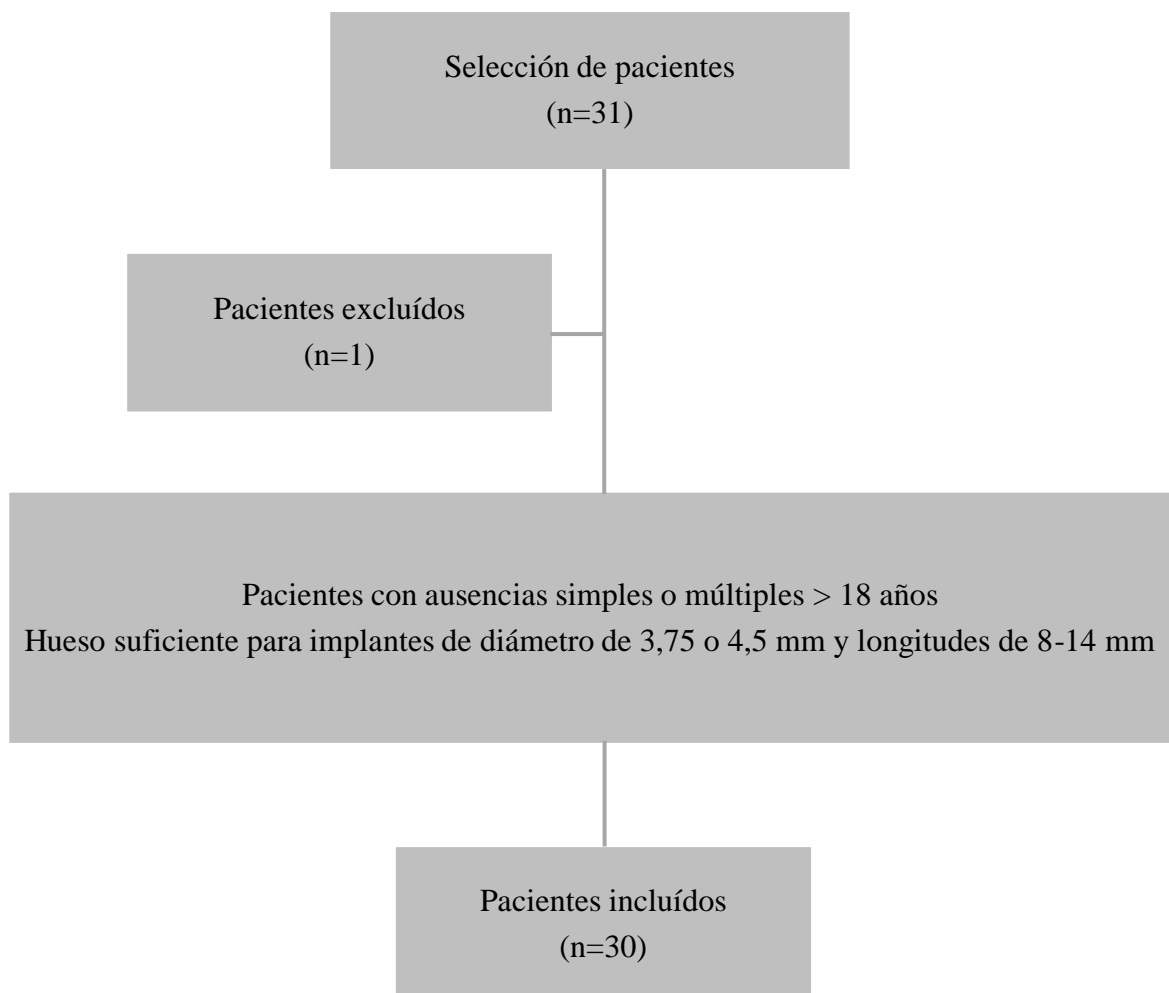 Selección de pacientes
(n=31)
Pacientes excluídos
(n=1)
Pacientes con ausencias simples o múltiples > 18 años
Hueso suficiente para implantes de diámetro de 3,75 o 4,5 mm y longitudes de 8-14 mm
Pacientes incluídos
(n=30)